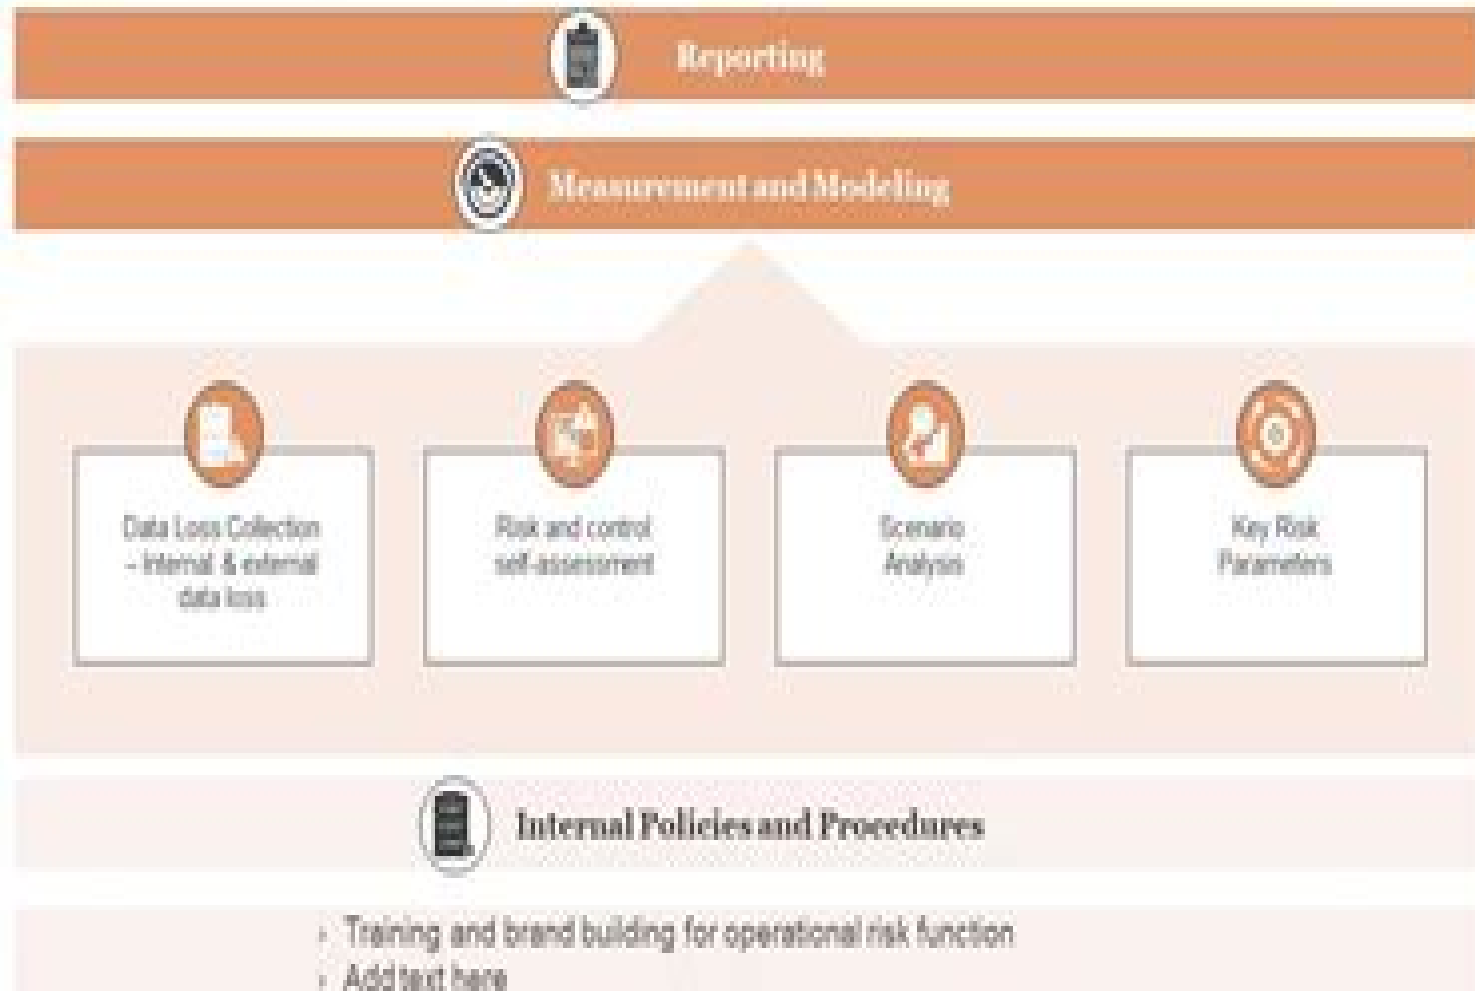 Reporting
Measurement and Modeling
Data Loss Collection
– Internal & external
data loss
Risk and control
self-assessment
Scenario
Analysis
Key Risk
Parameters
Internal Policies and Procedures
› Training and brand building for operational risk function
› Add text here